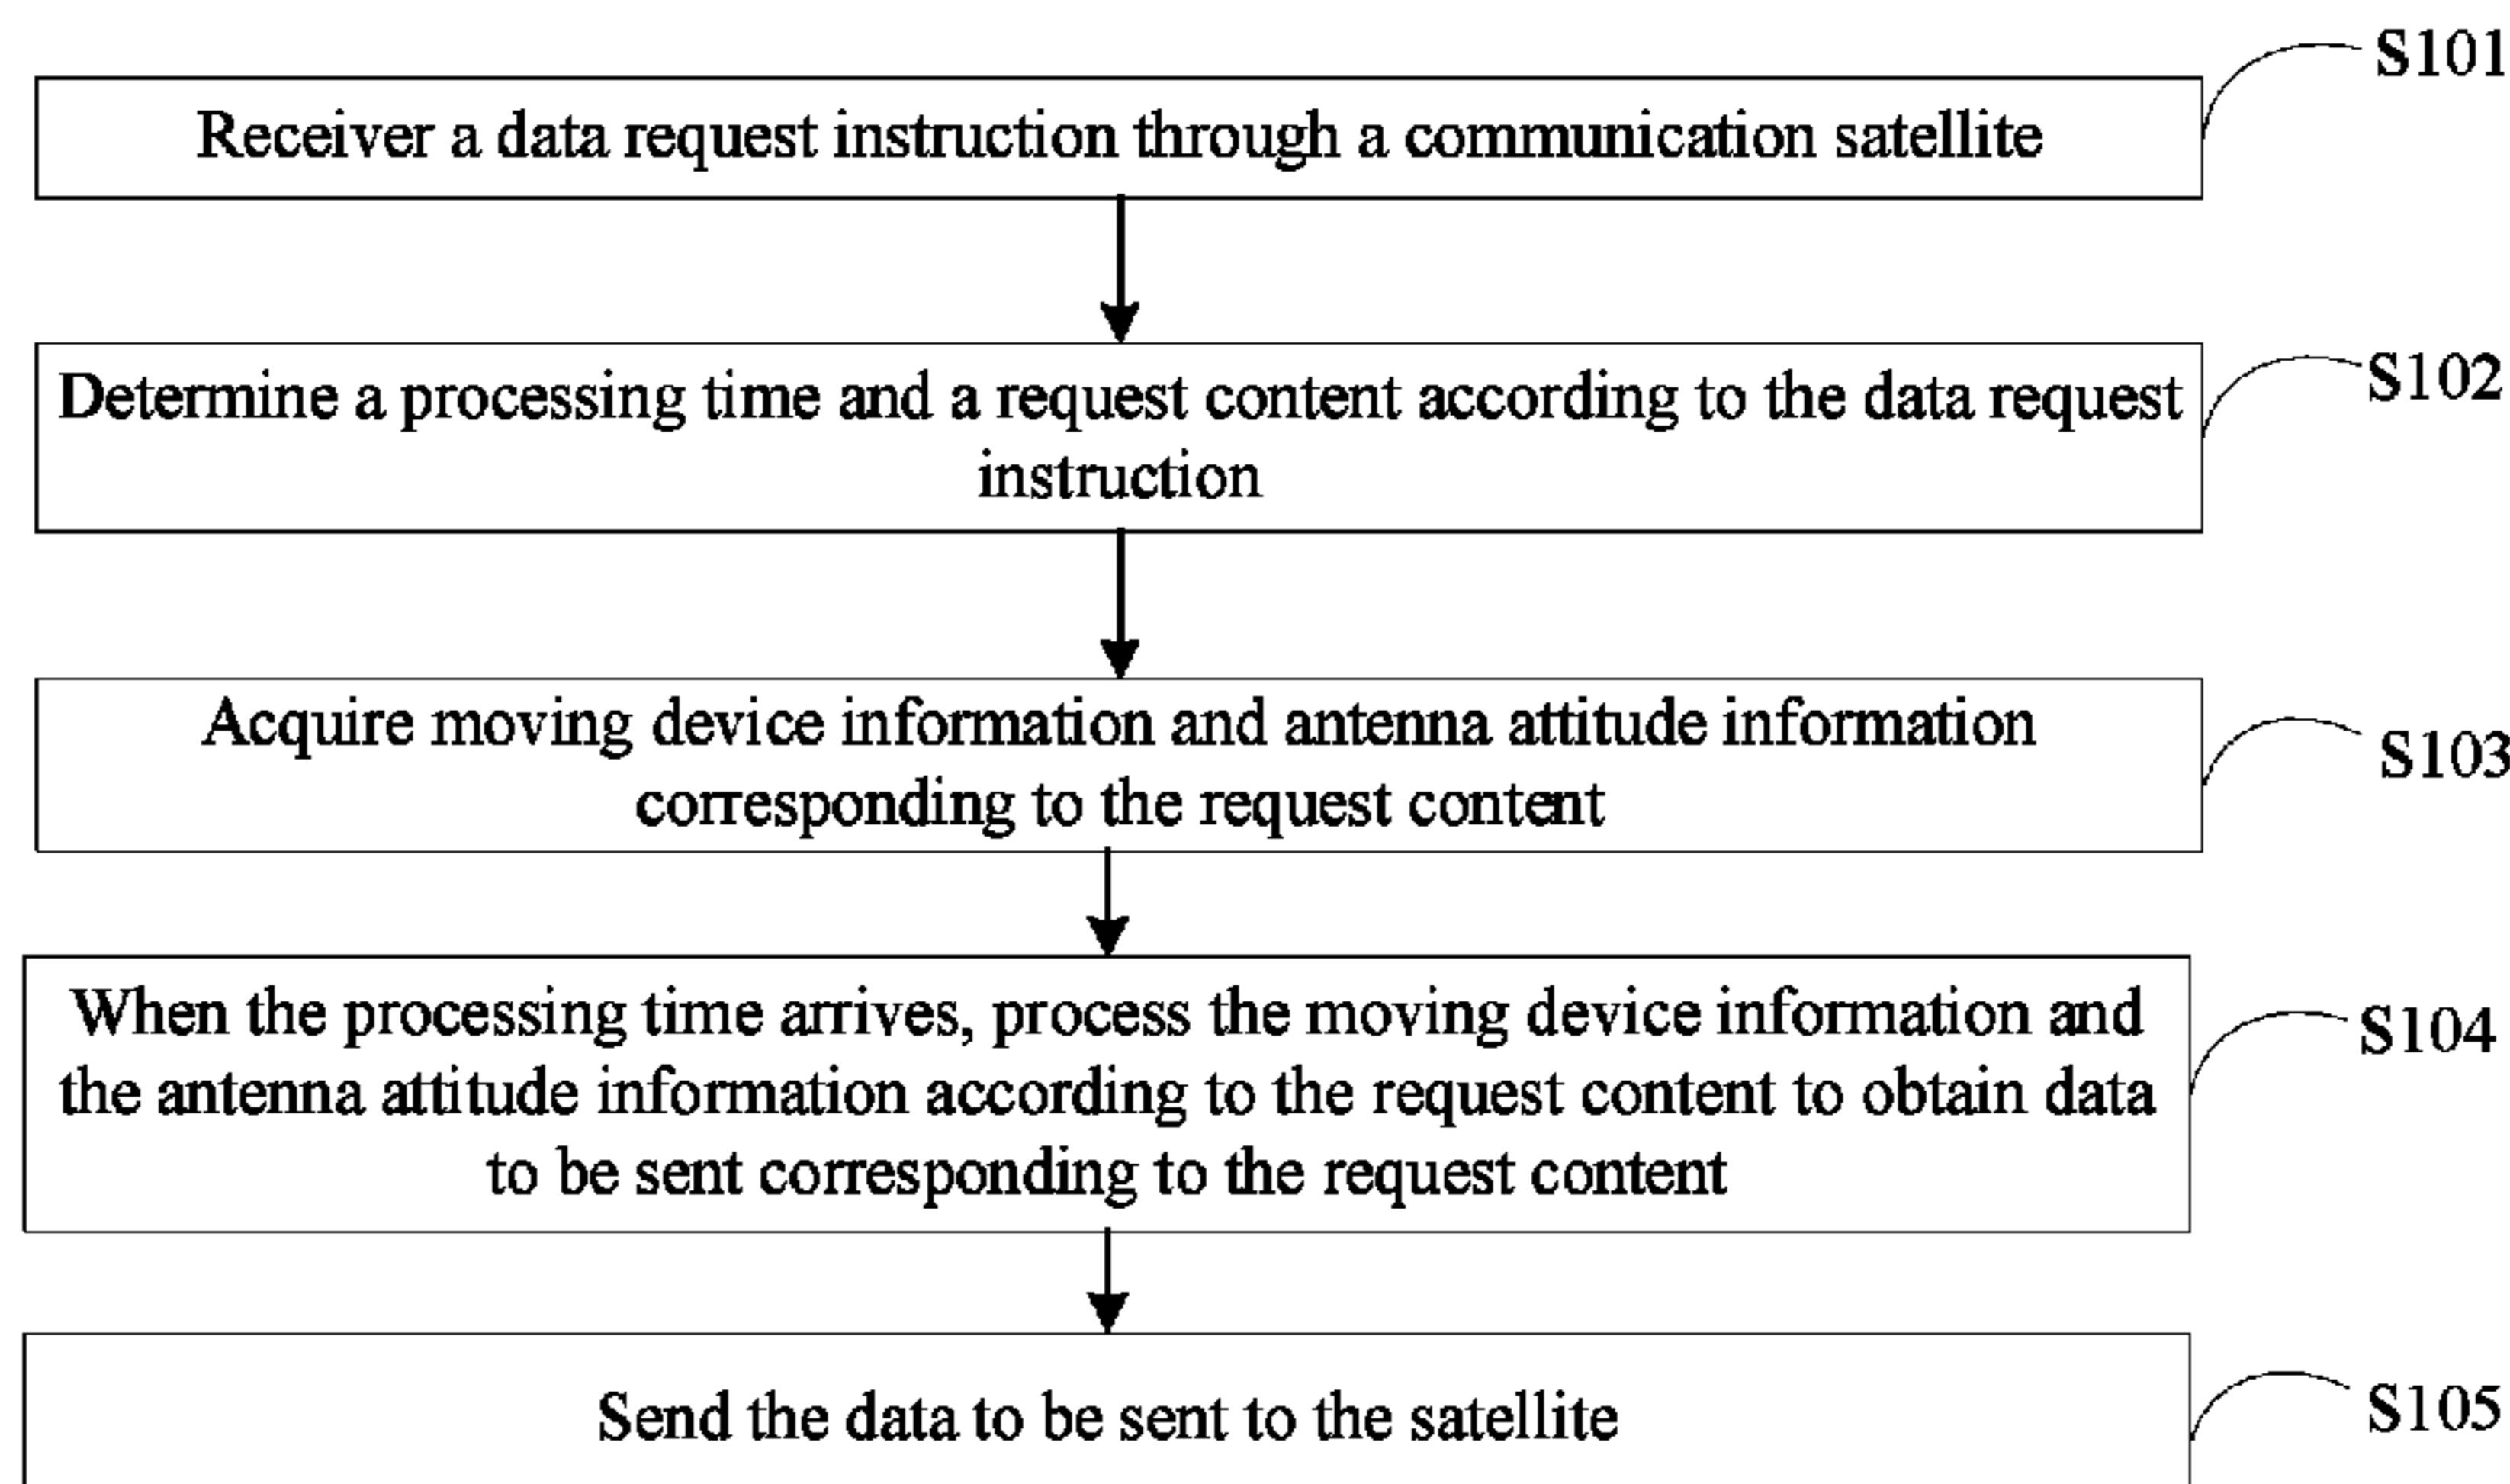 S101
Receiver a data request instruction through a communication satellite
Determine a processing time and a request content according to the data request
instruction
S102
Acquire moving device information and antenna attitude information
corresponding to the request content
S103
When the processing time arrives, process the moving device information and
the antenna attitude information according to the request content to obtain data
to be sent corresponding to the request content
S104
Send the data to be sent to the satellite
S105